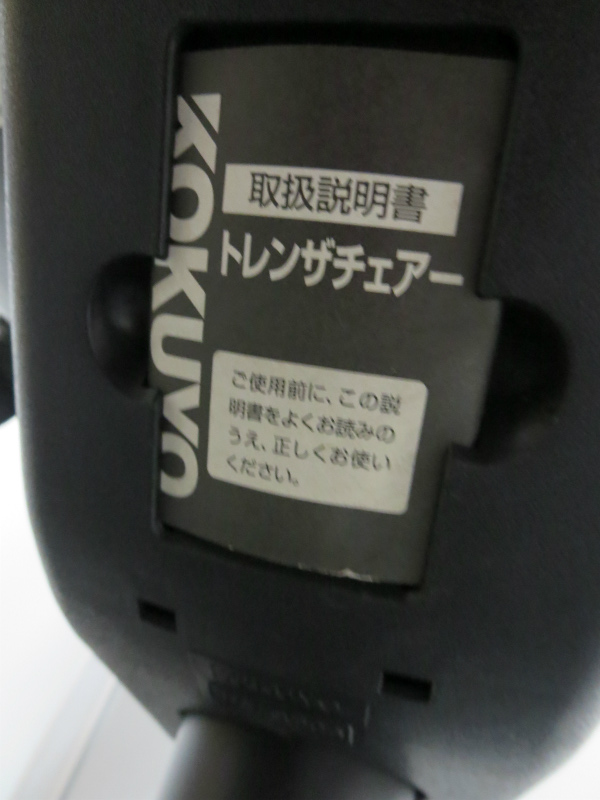 KOKUYO
取扱説明書
トレンザチェアー
ご使用前に、この説
明書をよくお読みの
うえ、正しくお使い
ください。